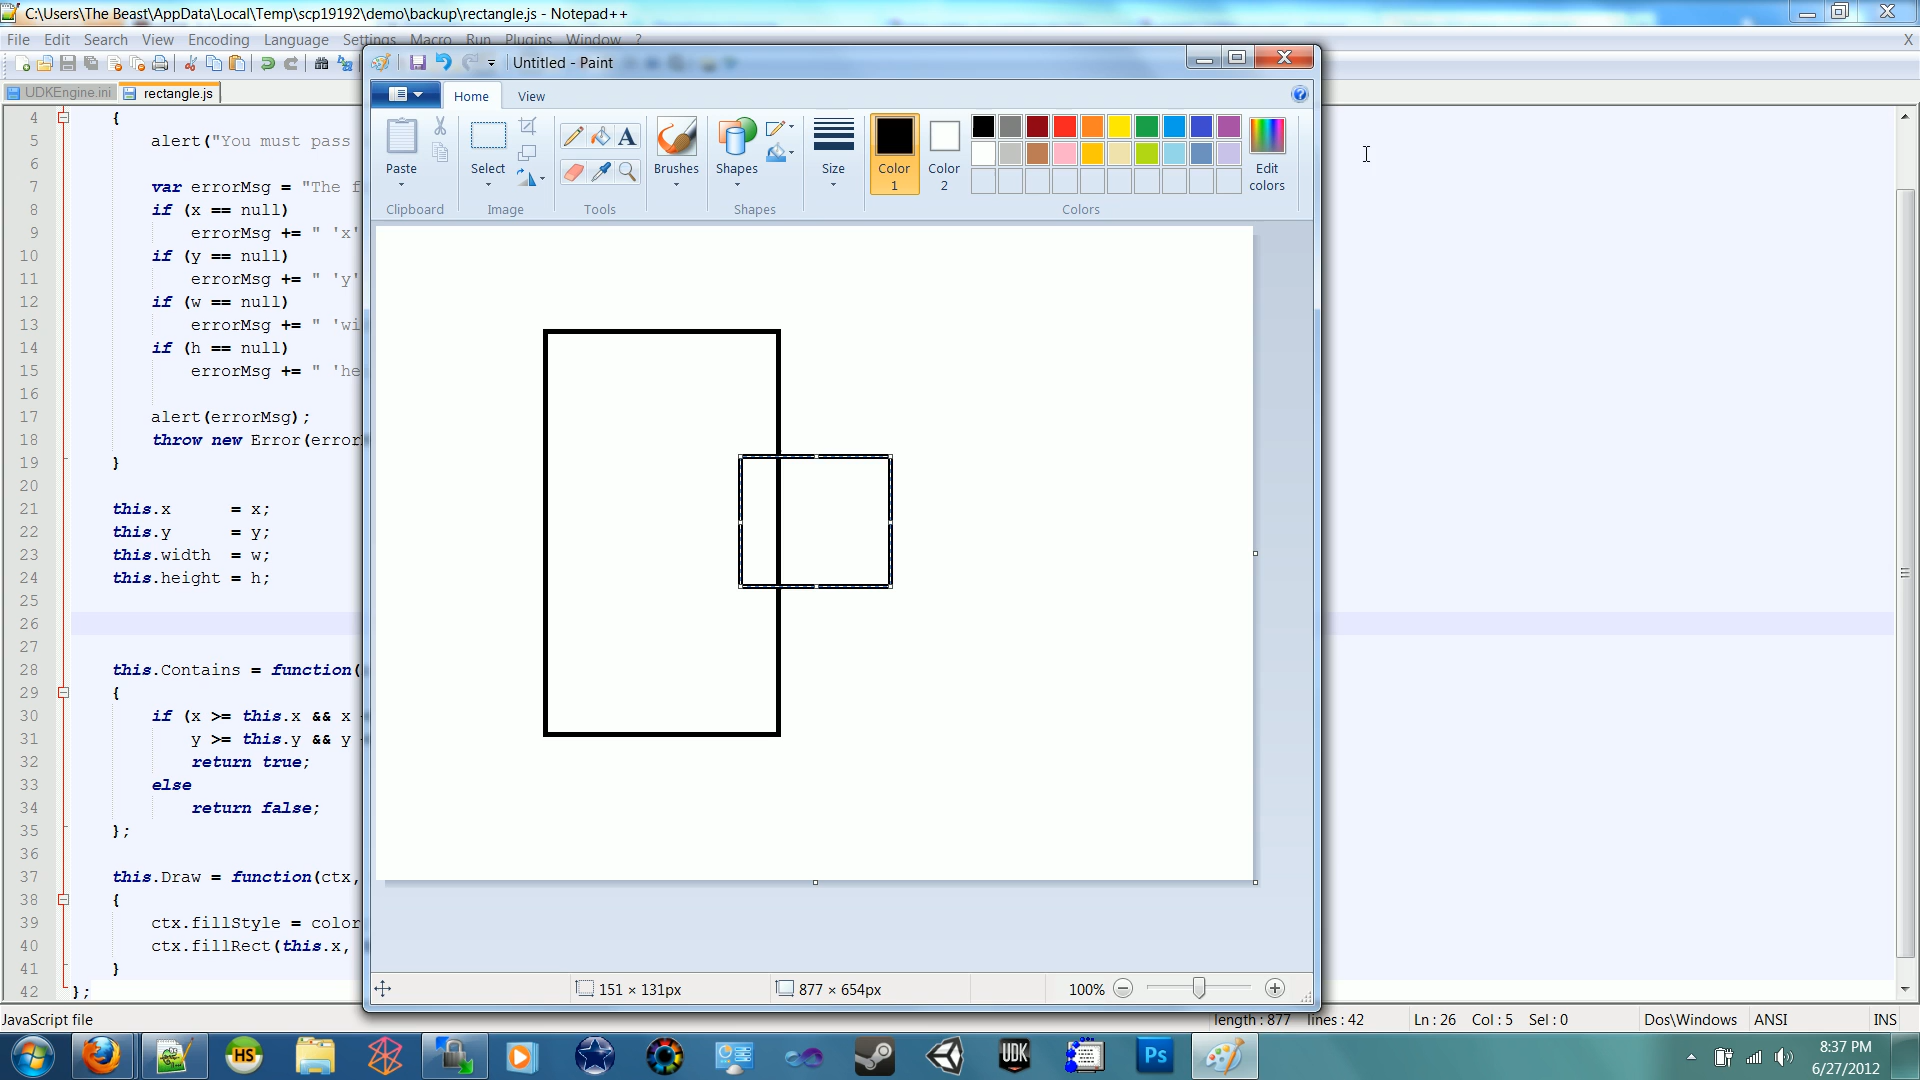 C:\Users\The Beast\AppData\Local\Temp\scp19192\demo\backup\rectangle.js - Notepad++
File Edit Search View Encoding Language Settings Macro Run Plugins Window ?
X
UDKEngine.ini rectangle.js
Untitled - Paint
Home View
Paste Select Brushes Shapes Size Color 1 Color 2 Edit colors
Clipboard Image Tools Shapes Colors
4 {
5 alert("You must pass
6
7 var errorMsg = "The f
8 if (x == null)
9 errorMsg += " 'x'
10 if (y == null)
11 errorMsg += " 'y'
12 if (w == null)
13 errorMsg += " 'wi
14 if (h == null)
15 errorMsg += " 'he
16
17 alert(errorMsg);
18 throw new Error(error
19 }
20
21 this.x = x;
22 this.y = y;
23 this.width = w;
24 this.height = h;
25
26
27
28 this.Contains = function(
29 {
30 if (x >= this.x && x
31 y >= this.y && y
32 return true;
33 else
34 return false;
35 };
36
37 this.Draw = function(ctx,
38 {
39 ctx.fillStyle = color
40 ctx.fillRect(this.x,
41 }
42 };
151 × 131px 877 × 654px 100%
JavaScript file length : 877 lines : 42 Ln : 26 Col : 5 Sel : 0 Dos\Windows ANSI INS
HS UDK Ps
8:37 PM
6/27/2012